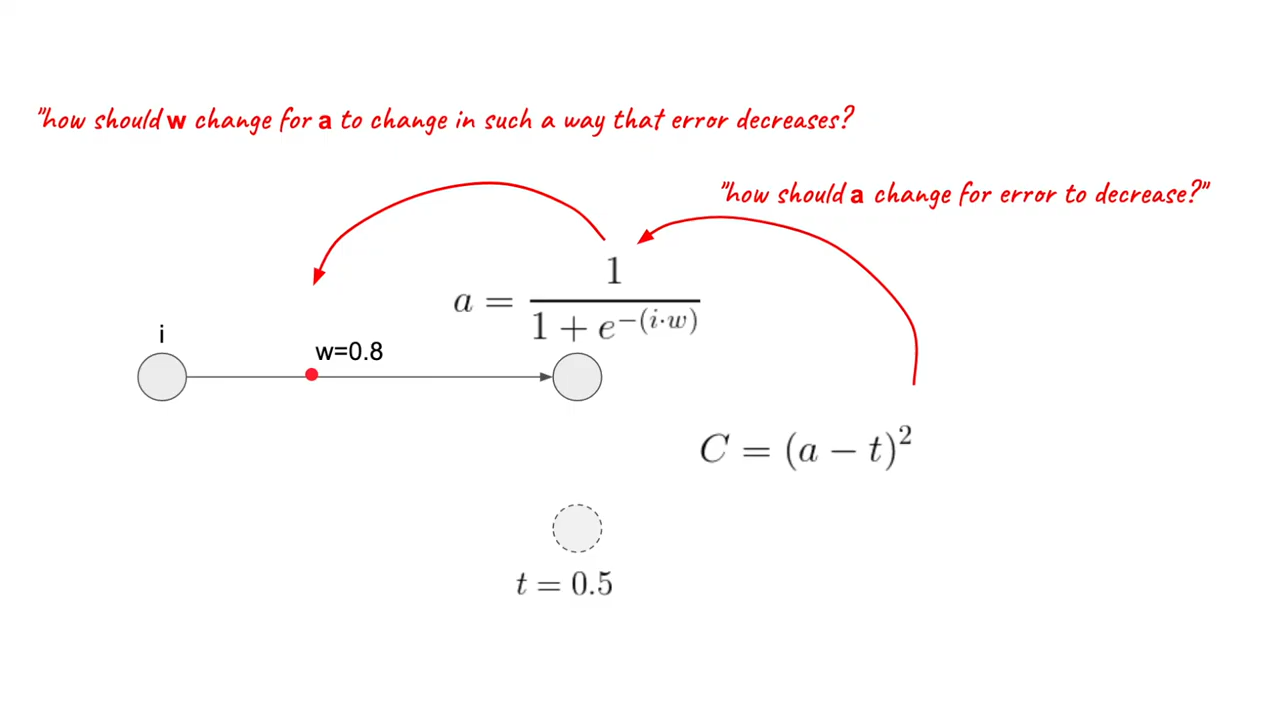 "how should w change for a to change in such a way that error decreases?
"how should a change for error to decrease?"
a = 1 / (1 + e^{-(i·w)})
i
w=0.8
C = (a − t)²
t = 0.5